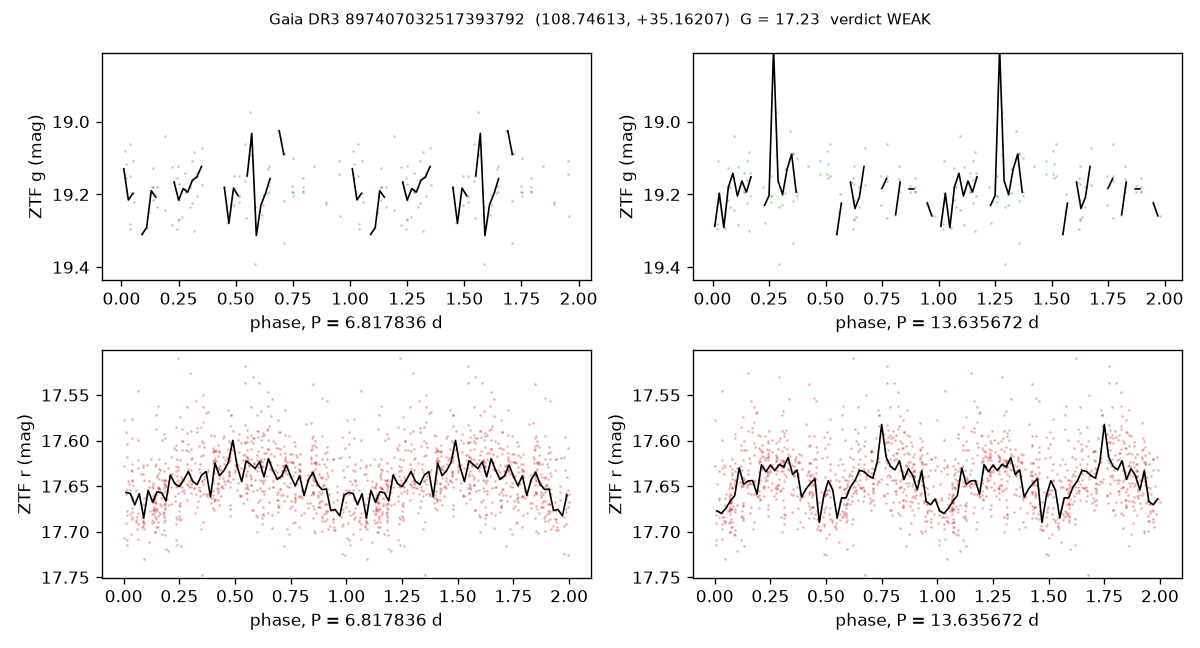 Gaia DR3 897407032517393792 (108.74613, +35.16207) G = 17.23 verdict WEAK
ZTF g (mag)
19.0
19.2
19.4
0.00 0.25 0.50 0.75 1.00 1.25 1.50 1.75 2.00
phase, P = 6.817836 d
ZTF g (mag)
19.0
19.2
19.4
0.00 0.25 0.50 0.75 1.00 1.25 1.50 1.75 2.00
phase, P = 13.635672 d
ZTF r (mag)
17.55
17.60
17.65
17.70
17.75
0.00 0.25 0.50 0.75 1.00 1.25 1.50 1.75 2.00
phase, P = 6.817836 d
ZTF r (mag)
17.55
17.60
17.65
17.70
17.75
0.00 0.25 0.50 0.75 1.00 1.25 1.50 1.75 2.00
phase, P = 13.635672 d